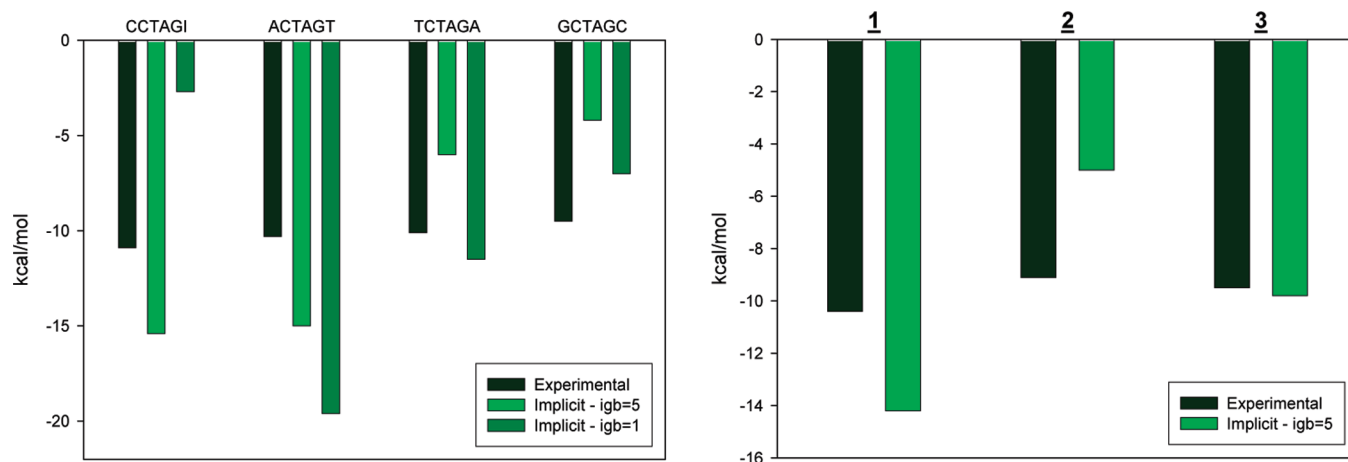 CCTAGI ACTAGT TCTAGA GCTAGC
0
-5
-10
-15
-20
kcal/mol
Experimental
Implicit - igb=5
Implicit - igb=1
1 2 3
0
-2
-4
-6
-8
-10
-12
-14
-16
kcal/mol
Experimental
Implicit - igb=5